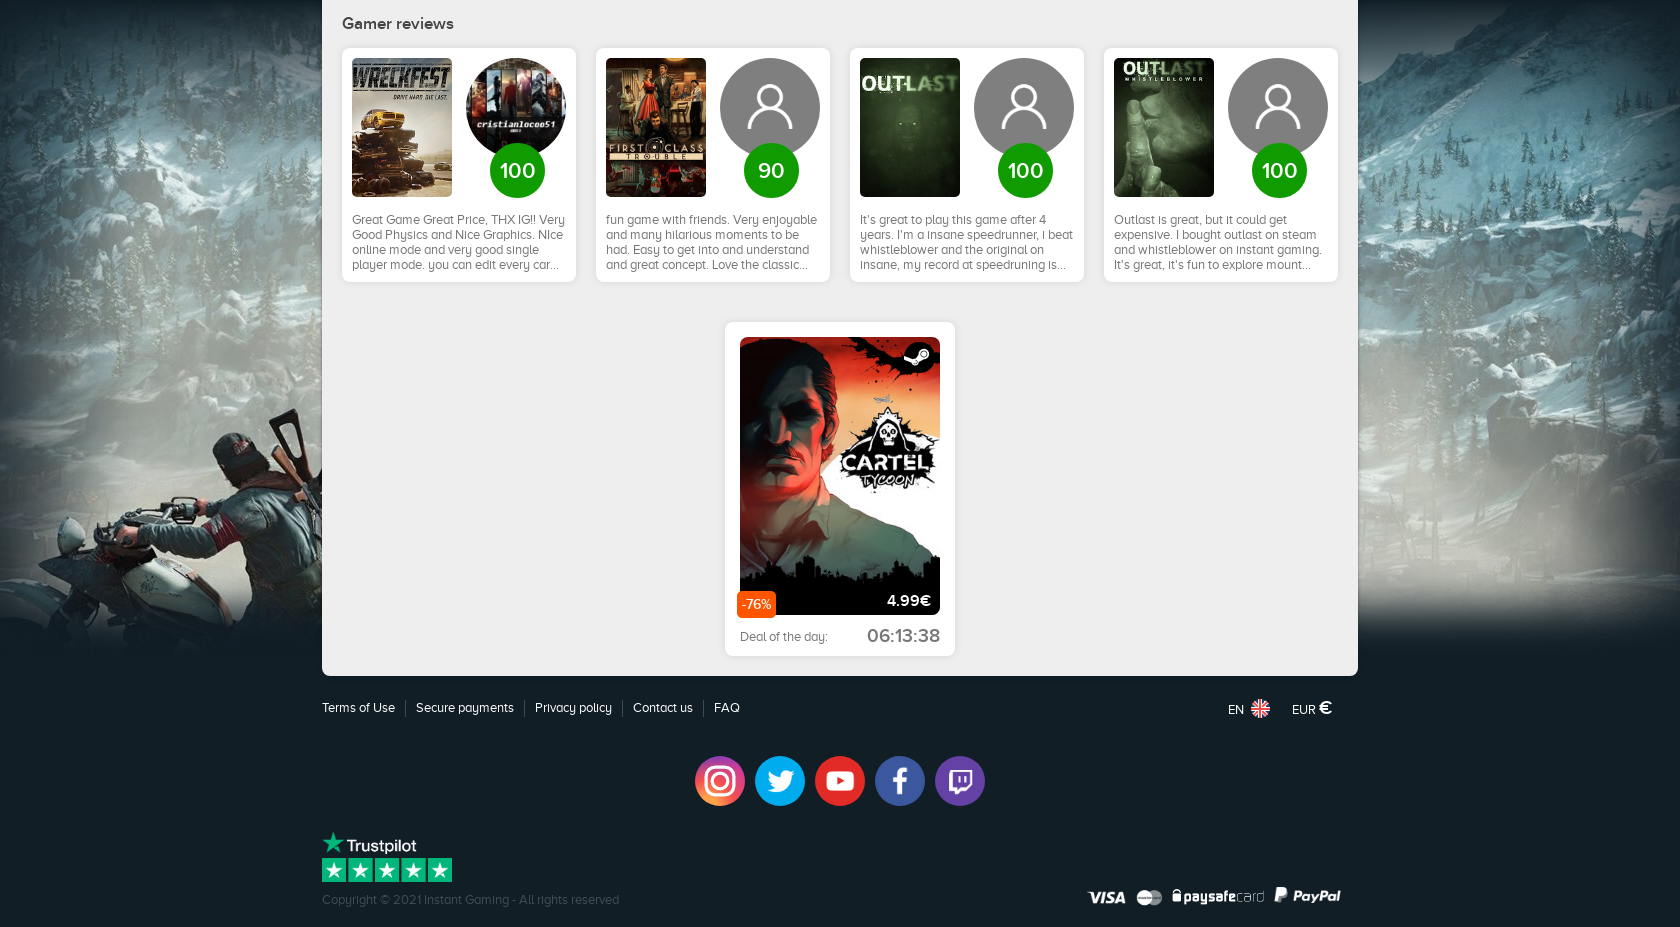 Gamer reviews
WRECKFEST
DRIVE HARD. DIE LAST.
cristianlocoo51
100
Great Game Great Price, THX IG!! Very
Good Physics and Nice Graphics. NIce
online mode and very good single
player mode. you can edit every car...
FIRST CLASS
TROUBLE
90
fun game with friends. Very enjoyable
and many hilarious moments to be
had. Easy to get into and understand
and great concept. Love the classic...
OUTLAST
100
It's great to play this game after 4
years. I'm a insane speedrunner, i beat
whistleblower and the original on
insane, my record at speedruning is...
OUTLAST
WHISTLEBLOWER
100
Outlast is great, but it could get
expensive. I bought outlast on steam
and whistleblower on instant gaming.
It's great, it's fun to explore mount...
CARTEL
TYCOON
-76%
4.99€
Deal of the day:
06:13:38
Terms of Use
Secure payments
Privacy policy
Contact us
FAQ
EN
EUR €
Trustpilot
Copyright © 2021 Instant Gaming - All rights reserved
VISA
paysafecard
PayPal